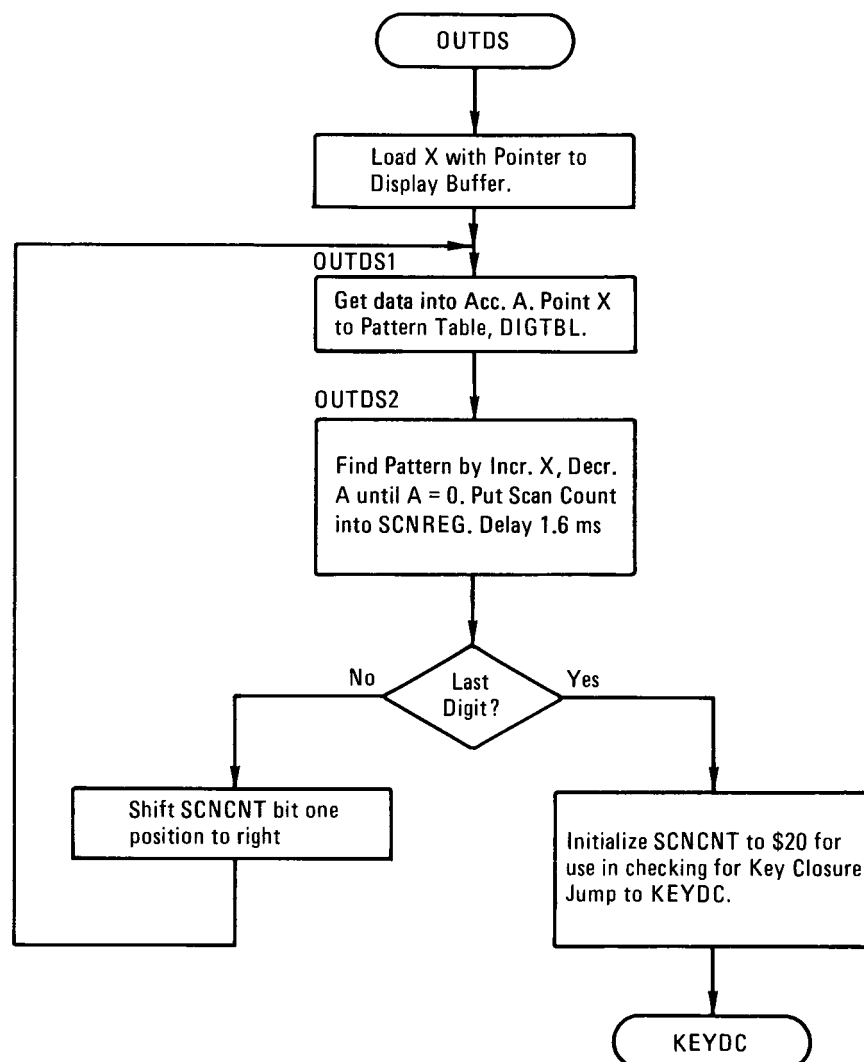 OUTDS
Load X with Pointer to
Display Buffer.
OUTDS1
Get data into Acc. A. Point X
to Pattern Table, DIGTBL.
OUTDS2
Find Pattern by Incr. X, Decr.
A until A = 0. Put Scan Count
into SCNREG. Delay 1.6 ms
No
Last
Digit?
Yes
Shift SCNCNT bit one
position to right
Initialize SCNCNT to $20 for
use in checking for Key Closure
Jump to KEYDC.
KEYDC